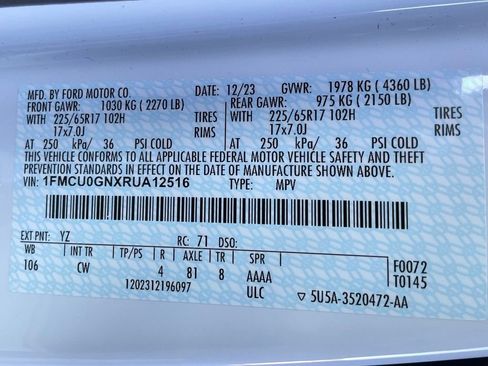 MFD. BY FORD MOTOR CO. DATE: 12/23 GVWR: 1978 KG ( 4360 LB)
FRONT GAWR: 1030 KG ( 2270 LB) REAR GAWR: 975 KG ( 2150 LB)
WITH 225/65R17 102H TIRES WITH 225/65R17 102H TIRES
17x7.0J RIMS 17x7.0J RIMS
AT 250 kPa/ 36 PSI COLD AT 250 kPa/ 36 PSI COLD
THIS VEHICLE CONFORMS TO ALL APPLICABLE FEDERAL MOTOR VEHICLE SAFETY AND THEFT
PREVENTION STANDARDS IN EFFECT ON THE DATE OF MANUFACTURE SHOWN ABOVE.
VIN: 1FMCU0GNXRUA12516 TYPE: MPV
EXT PNT: YZ RC: 71 DSO:
WB INT TR TP/PS R AXLE TR SPR F0072
106 CW 4 81 8 AAAA T0145
1202312196097 ULC ▽ 5U5A-3520472-AA